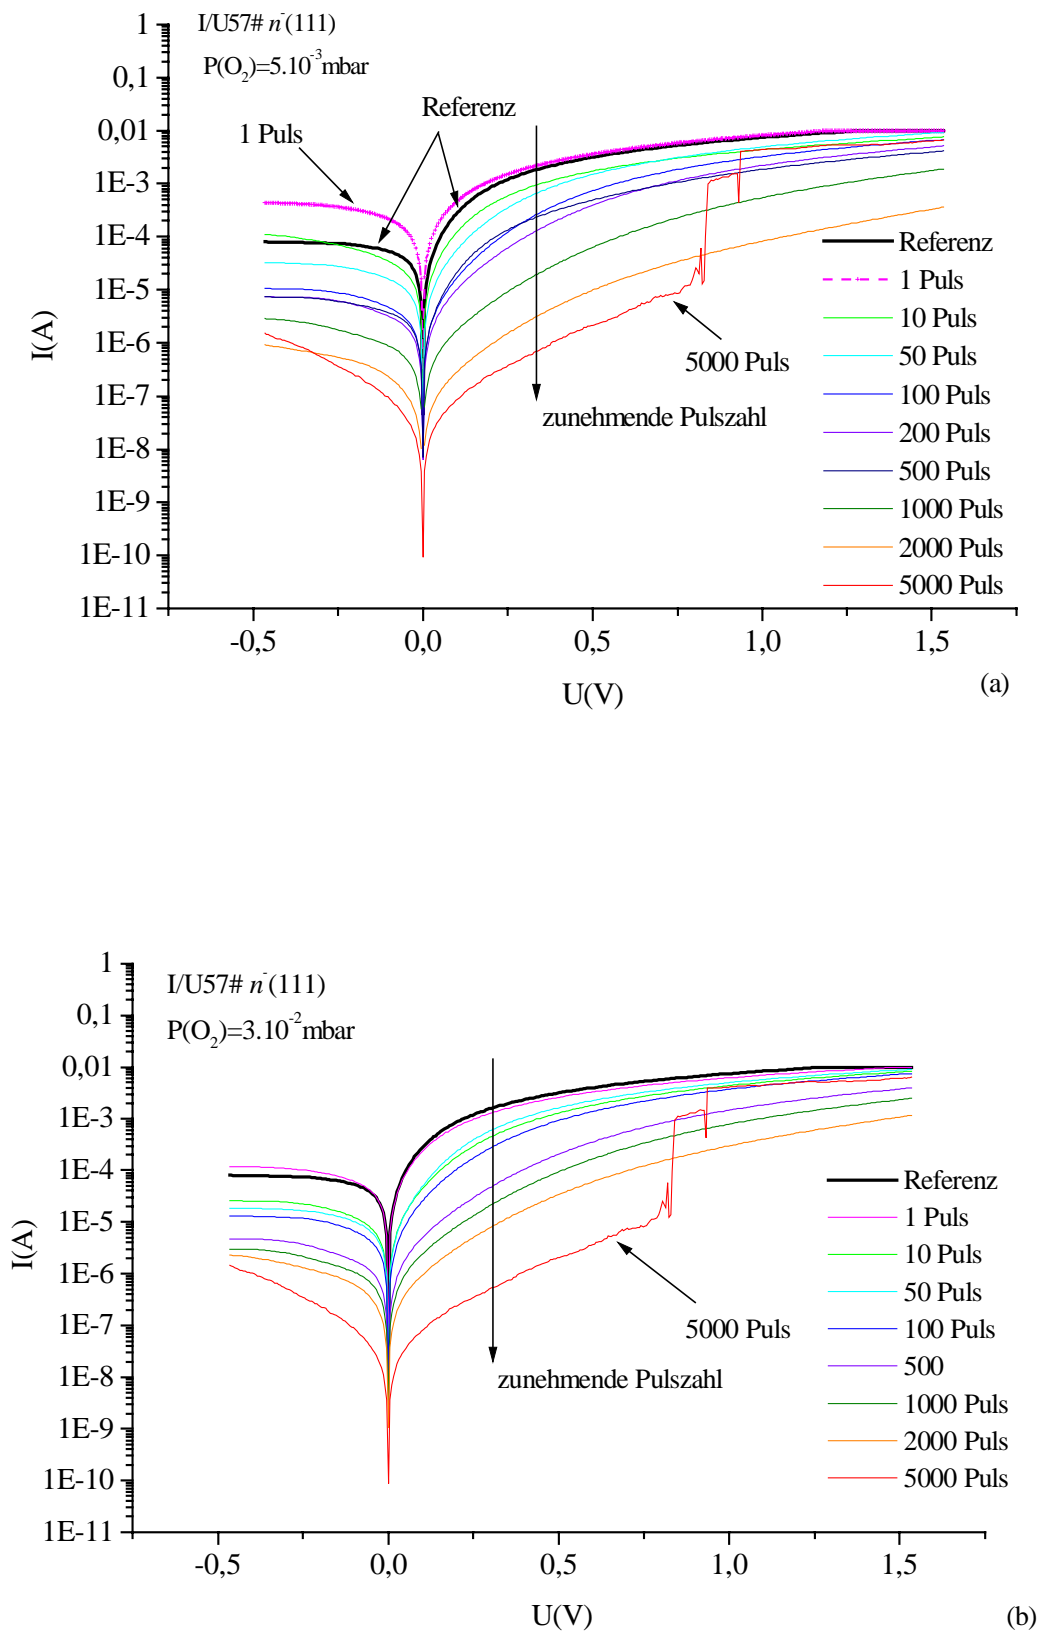 I/U57# n⁻(111)
P(O₂)=5.10⁻³mbar
1
0,1
0,01
1E-3
1E-4
1E-5
1E-6
1E-7
1E-8
1E-9
1E-10
1E-11
I(A)
Referenz
1 Puls
5000 Puls
zunehmende Pulszahl
Referenz
1 Puls
10 Puls
50 Puls
100 Puls
200 Puls
500 Puls
1000 Puls
2000 Puls
5000 Puls
-0,5 0,0 0,5 1,0 1,5
U(V)
(a)
I/U57# n⁻(111)
P(O₂)=3.10⁻²mbar
1
0,1
0,01
1E-3
1E-4
1E-5
1E-6
1E-7
1E-8
1E-9
1E-10
1E-11
I(A)
5000 Puls
zunehmende Pulszahl
Referenz
1 Puls
10 Puls
50 Puls
100 Puls
500
1000 Puls
2000 Puls
5000 Puls
-0,5 0,0 0,5 1,0 1,5
U(V)
(b)